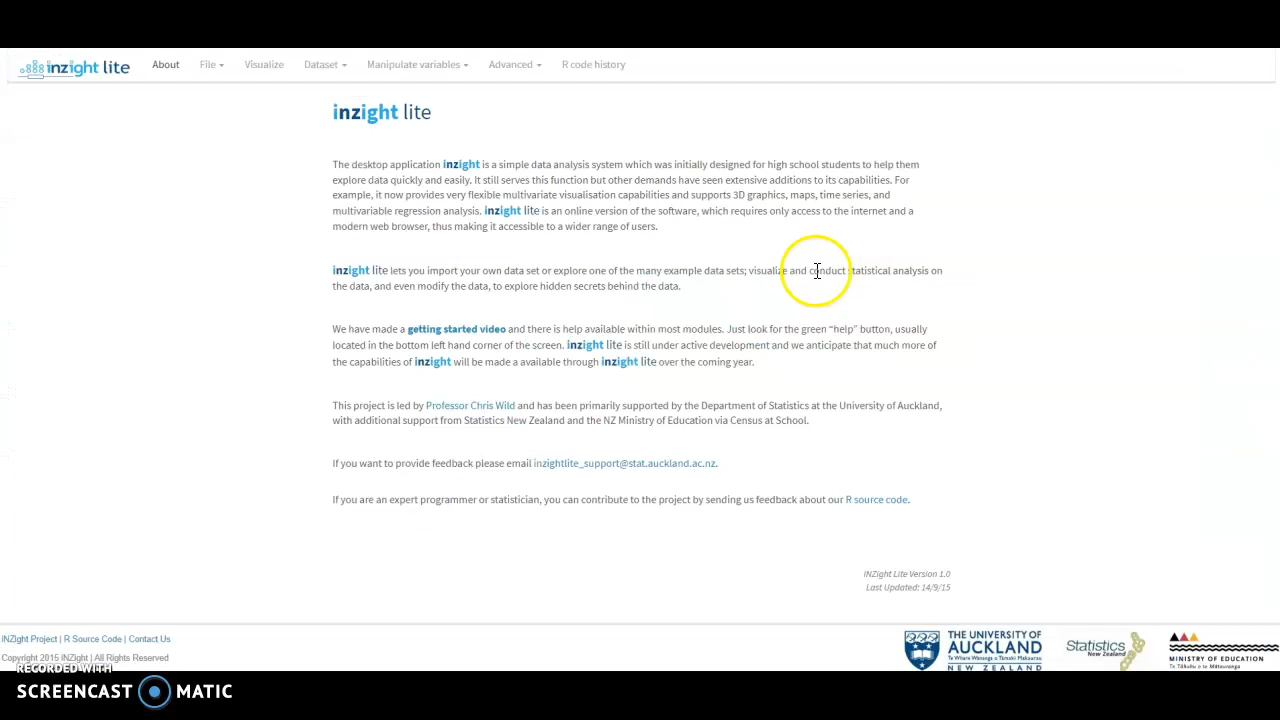 inzight lite About File Visualize Dataset Manipulate variables Advanced R code history
inzight lite
The desktop application inzight is a simple data analysis system which was initially designed for high school students to help them
explore data quickly and easily. It still serves this function but other demands have seen extensive additions to its capabilities. For
example, it now provides very flexible multivariate visualisation capabilities and supports 3D graphics, maps, time series, and
multivariable regression analysis. inzight lite is an online version of the software, which requires only access to the internet and a
modern web browser, thus making it accessible to a wider range of users.
inzight lite lets you import your own data set or explore one of the many example data sets; visualize and conduct statistical analysis on
the data, and even modify the data, to explore hidden secrets behind the data.
We have made a getting started video and there is help available within most modules. Just look for the green “help” button, usually
located in the bottom left hand corner of the screen. inzight lite is still under active development and we anticipate that much more of
the capabilities of inzight will be made a available through inzight lite over the coming year.
This project is led by Professor Chris Wild and has been primarily supported by the Department of Statistics at the University of Auckland,
with additional support from Statistics New Zealand and the NZ Ministry of Education via Census at School.
If you want to provide feedback please email inzightlite_support@stat.auckland.ac.nz.
If you are an expert programmer or statistician, you can contribute to the project by sending us feedback about our R source code.
iNZight Lite Version 1.0
Last Updated: 14/9/15
iNZight Project | R Source Code | Contact Us
Copyright 2015 iNZight | All Rights Reserved
THE UNIVERSITY OF
AUCKLAND
Te Whare Wānanga o Tāmaki Makaurau
NEW ZEALAND
Statistics
New Zealand
MINISTRY OF EDUCATION
Te Tāhuhu o te Mātauranga
RECORDED WITH
SCREENCAST MATIC